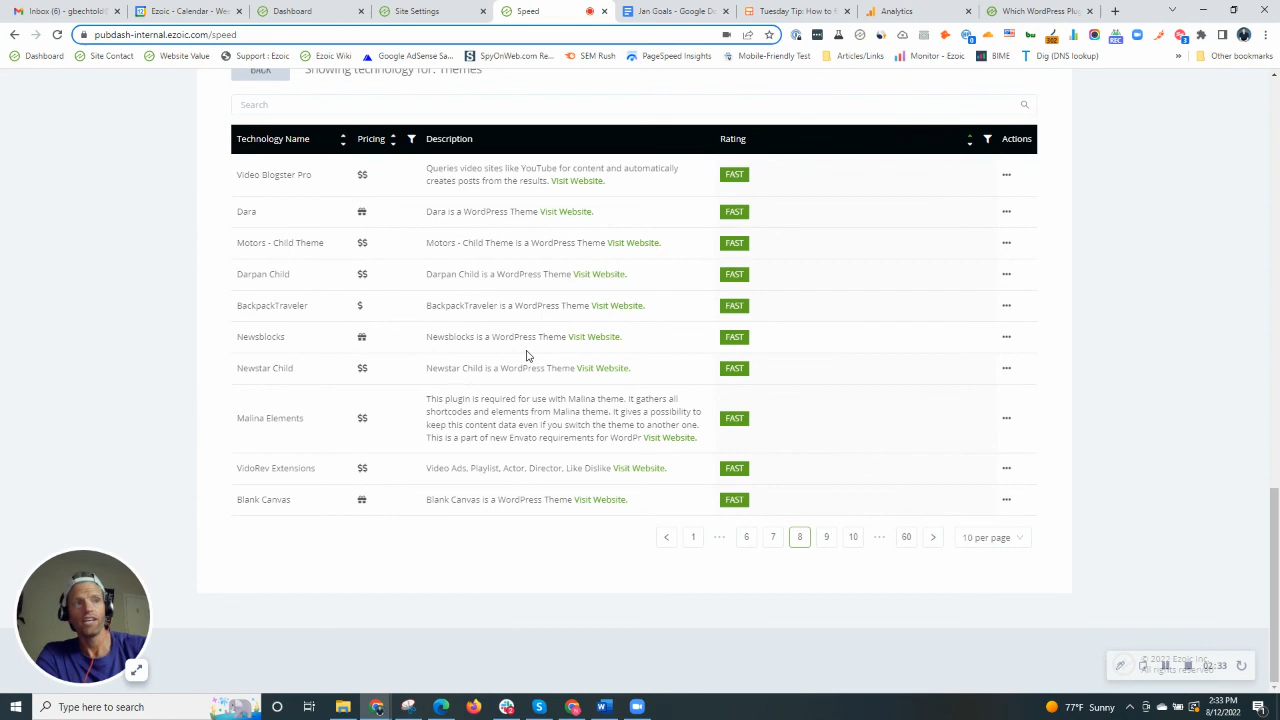 Inbox (6) - gbechtold
Ezoic - Calendar - W
Dashboard
Site Settings
Speed
Jan Goals - Google Do
Tuesday Tip: How to
Analytics
Which WordPress Plu
pubdash-internal.ezoic.com/speed
Dashboard
Site Contact
Website Value
Support : Ezoic
Ezoic Wiki
Google AdSense Sa...
SpyOnWeb.com Re...
SEM Rush
PageSpeed Insights
Mobile-Friendly Test
Articles/Links
Monitor - Ezoic
BIME
Dig (DNS lookup)
»
Other bookmarks
BACK
Showing technology for: Themes
Search
Technology Name Pricing Description Rating Actions
Video Blogster Pro $$ Queries video sites like YouTube for content and automatically
creates posts from the results. Visit Website. FAST
Dara Dara is a WordPress Theme Visit Website. FAST
Motors - Child Theme $$ Motors - Child Theme is a WordPress Theme Visit Website. FAST
Darpan Child $$ Darpan Child is a WordPress Theme Visit Website. FAST
BackpackTraveler $ BackpackTraveler is a WordPress Theme Visit Website. FAST
Newsblocks Newsblocks is a WordPress Theme Visit Website. FAST
Newstar Child $$ Newstar Child is a WordPress Theme Visit Website. FAST
This plugin is required for use with Malina theme. It gathers all
shortcodes and elements from Malina theme. It gives a possibility to
Malina Elements $$ keep this content data even if you switch the theme to another one. FAST
This is a part of new Envato requirements for WordPr Visit Website.
VidoRev Extensions $$ Video Ads, Playlist, Actor, Director, Like Dislike Visit Website. FAST
Blank Canvas Blank Canvas is a WordPress Theme Visit Website. FAST
< 1 ••• 6 7 8 9 10 ••• 60 > 10 per page
© 2022 Ezoic Inc.
All rights reserved.
02:33
Type here to search
77°F Sunny
2:33 PM
8/12/2022